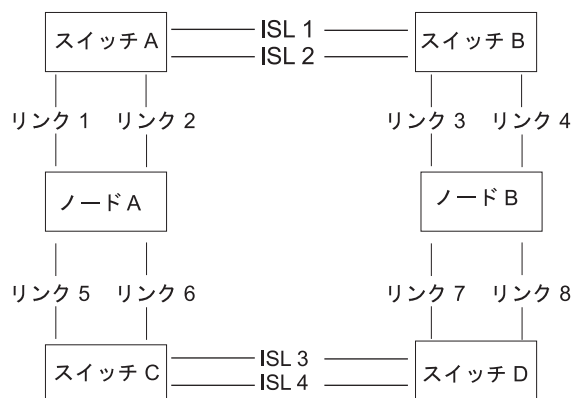 スイッチ A
ISL 1
ISL 2
スイッチ B
リンク 1
リンク 2
リンク 3
リンク 4
ノード A
ノード B
リンク 5
リンク 6
リンク 7
リンク 8
スイッチ C
ISL 3
ISL 4
スイッチ D